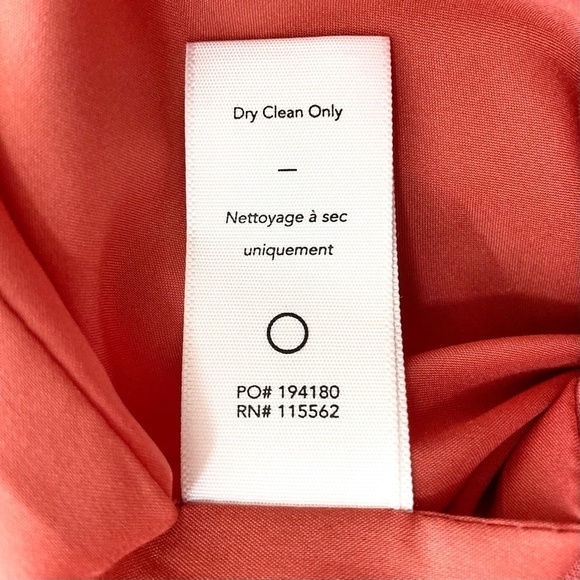 Dry Clean Only
—
Nettoyage à sec
uniquement
PO# 194180
RN# 115562